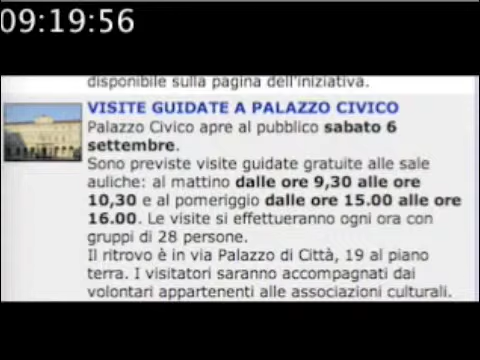 09:19:56
disponibile sulla pagina dell'iniziativa.
VISITE GUIDATE A PALAZZO CIVICO
Palazzo Civico apre al pubblico sabato 6
settembre.
Sono previste visite guidate gratuite alle sale
auliche: al mattino dalle ore 9,30 alle ore
10,30 e al pomeriggio dalle ore 15.00 alle ore
16.00. Le visite si effettueranno ogni ora con
gruppi di 28 persone.
Il ritrovo è in via Palazzo di Città, 19 al piano
terra. I visitatori saranno accompagnati dai
volontari appartenenti alle associazioni culturali.